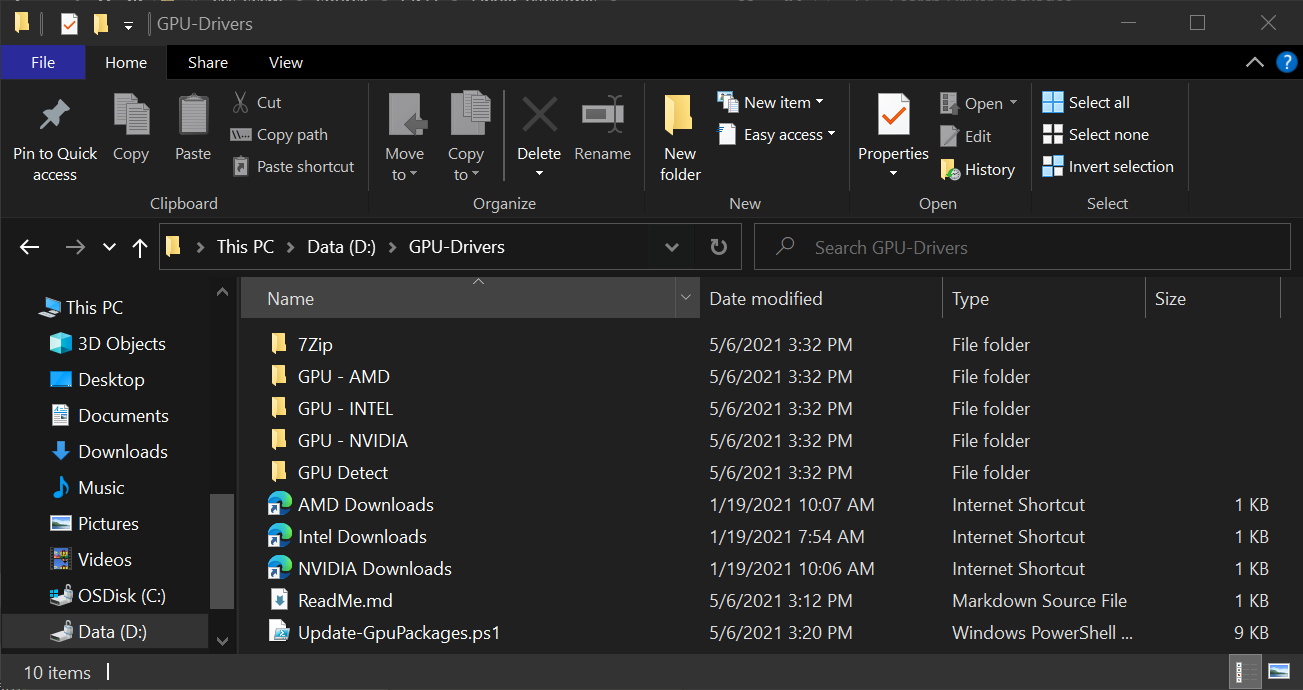 GPU-Drivers
File Home Share View
Pin to Quick access
Copy
Paste
Cut
Copy path
Paste shortcut
Clipboard
Move to
Copy to
Delete
Rename
Organize
New folder
New item
Easy access
New
Properties
Open
Edit
History
Open
Select all
Select none
Invert selection
Select
This PC Data (D:) GPU-Drivers
Search GPU-Drivers
This PC
3D Objects
Desktop
Documents
Downloads
Music
Pictures
Videos
OSDisk (C:)
Data (D:)
Name Date modified Type Size
7Zip 5/6/2021 3:32 PM File folder
GPU - AMD 5/6/2021 3:32 PM File folder
GPU - INTEL 5/6/2021 3:32 PM File folder
GPU - NVIDIA 5/6/2021 3:32 PM File folder
GPU Detect 5/6/2021 3:32 PM File folder
AMD Downloads 1/19/2021 10:07 AM Internet Shortcut 1 KB
Intel Downloads 1/19/2021 7:54 AM Internet Shortcut 1 KB
NVIDIA Downloads 1/19/2021 10:06 AM Internet Shortcut 1 KB
ReadMe.md 5/6/2021 3:12 PM Markdown Source File 1 KB
Update-GpuPackages.ps1 5/6/2021 3:20 PM Windows PowerShell ... 9 KB
10 items